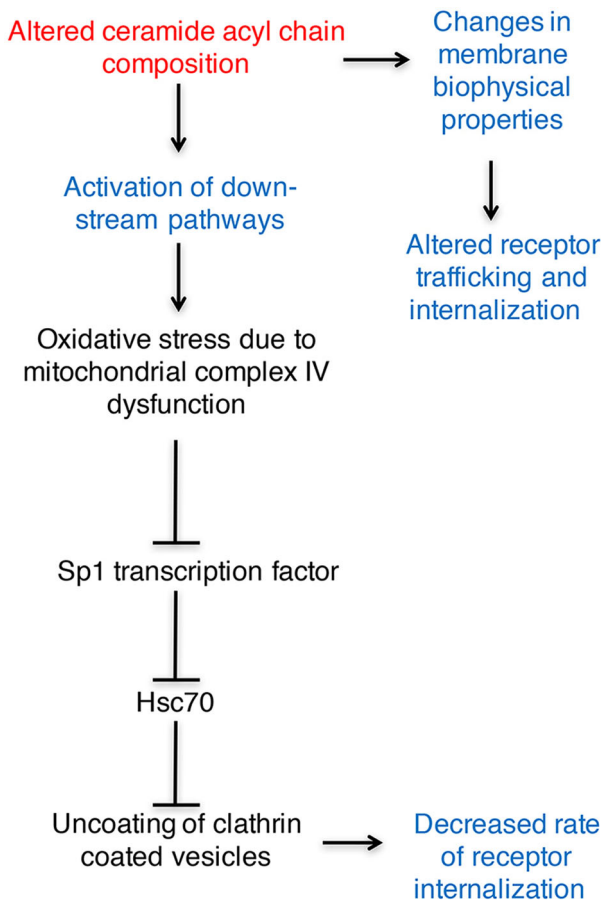 Altered ceramide acyl chain
composition
Changes in
membrane
biophysical
properties
Activation of down-
stream pathways
Altered receptor
trafficking and
internalization
Oxidative stress due to
mitochondrial complex IV
dysfunction
Sp1 transcription factor
Hsc70
Uncoating of clathrin
coated vesicles
Decreased rate
of receptor
internalization